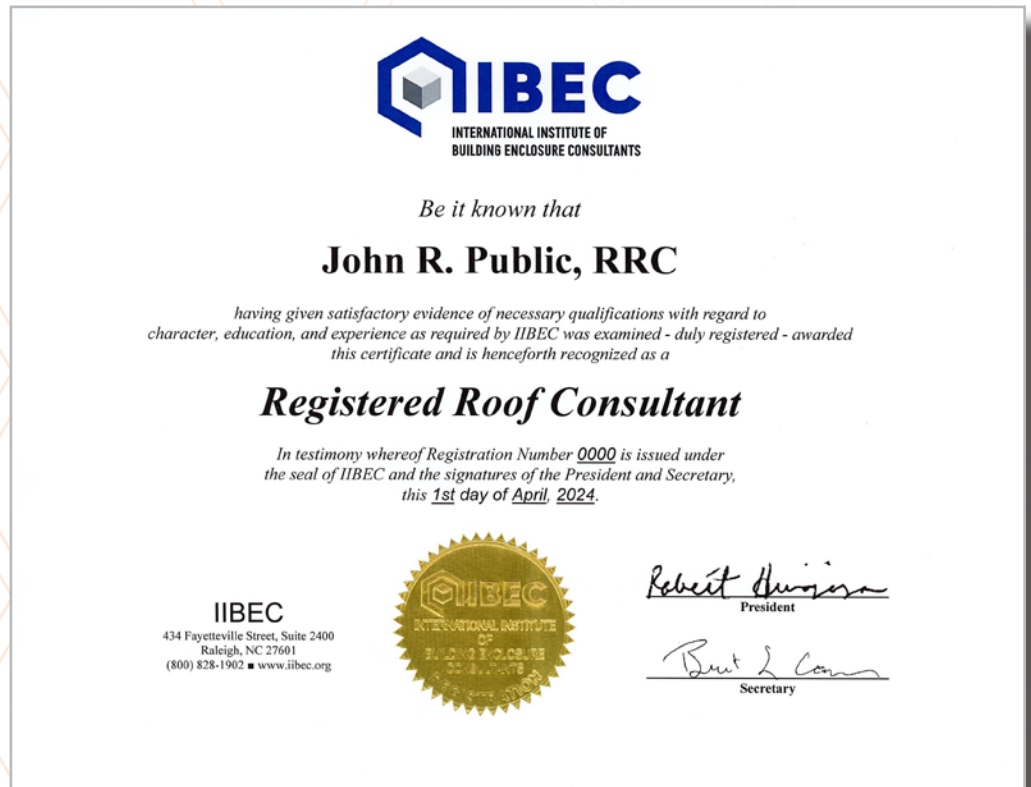 IIBEC
INTERNATIONAL INSTITUTE OF
BUILDING ENCLOSURE CONSULTANTS
Be it known that
John R. Public, RRC
having given satisfactory evidence of necessary qualifications with regard to
character, education, and experience as required by IIBEC was examined - duly registered - awarded
this certificate and is henceforth recognized as a
Registered Roof Consultant
In testimony whereof Registration Number 0000 is issued under
the seal of IIBEC and the signatures of the President and Secretary,
this 1st day of April, 2024.
IIBEC
434 Fayetteville Street, Suite 2400
Raleigh, NC 27601
(800) 828-1902 ■ www.iibec.org
IIBEC
INTERNATIONAL INSTITUTE
OF
BUILDING ENCLOSURE
CONSULTANTS
REGISTRATION
Robert
President
Secretary